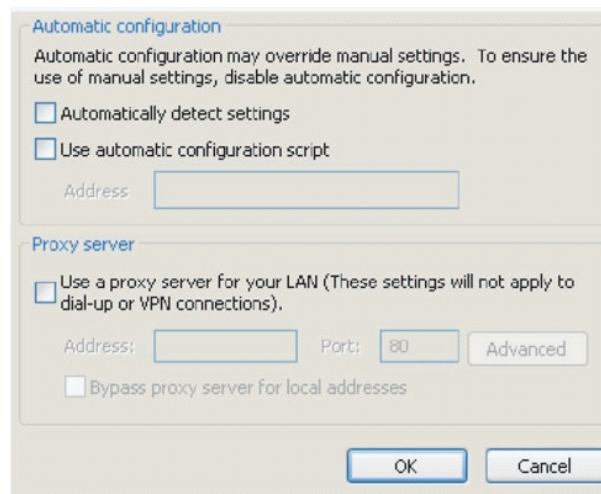 Automatic configuration
Automatic configuration may override manual settings. To ensure the
use of manual settings, disable automatic configuration.
Automatically detect settings
Use automatic configuration script
Address
Proxy server
Use a proxy server for your LAN (These settings will not apply to
dial-up or VPN connections).
Address: Port: 80 Advanced
Bypass proxy server for local addresses
OK Cancel